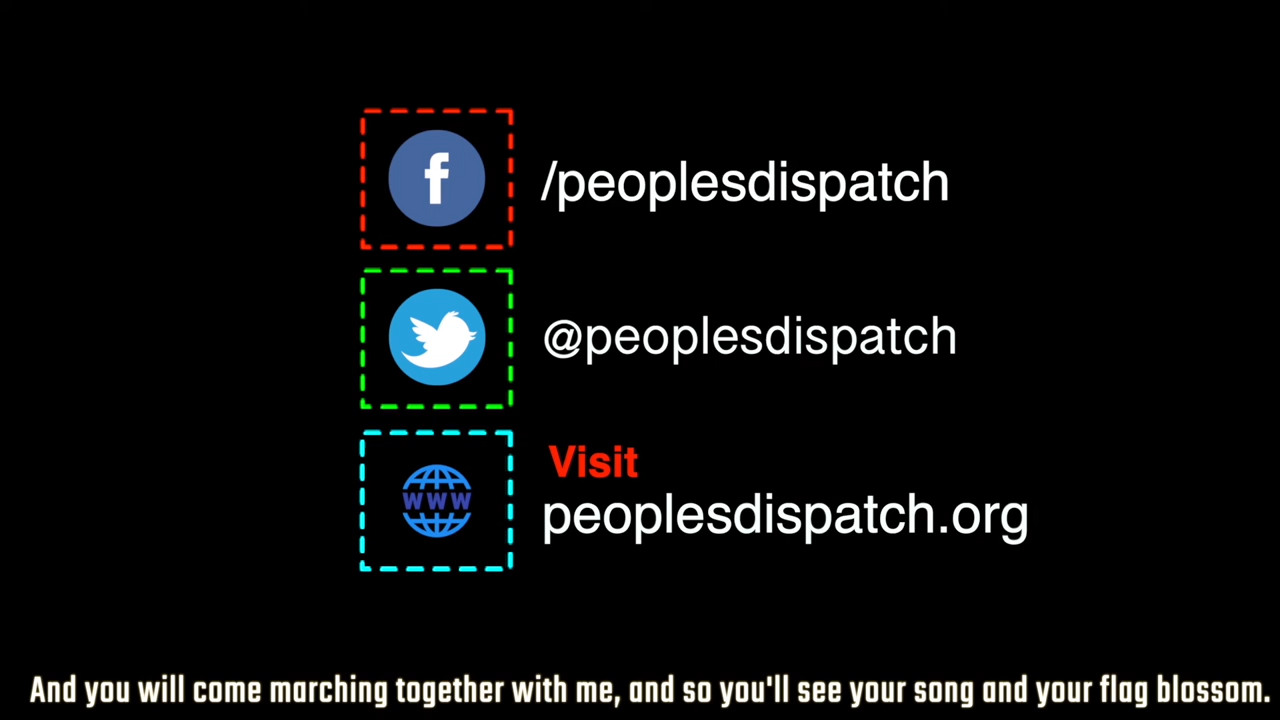 f
/peoplesdispatch
@peoplesdispatch
Visit
WWW
peoplesdispatch.org
And you will come marching together with me, and so you'll see your song and your flag blossom.